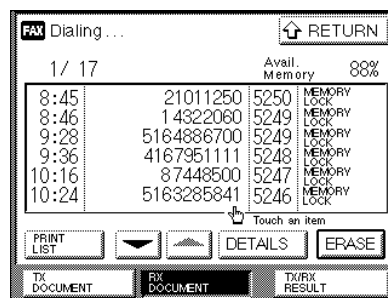 FAX Dialing... RETURN
1/ 17 Avail. Memory 88%
8:45 21011250 5250 MEMORY LOCK
8:46 14322060 5249 MEMORY LOCK
9:28 5164886700 5249 MEMORY LOCK
9:36 4167951111 5248 MEMORY LOCK
10:16 87448500 5247 MEMORY LOCK
10:24 5163285841 5246 MEMORY LOCK
Touch an item
PRINT LIST DETAILS ERASE
TX DOCUMENT RX DOCUMENT TX/RX RESULT